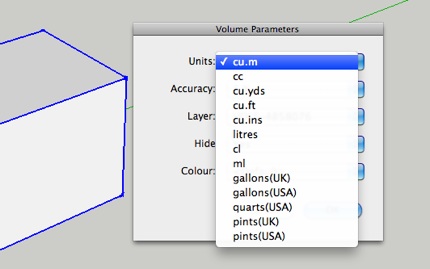 Volume Parameters
Units: ✓ cu.m
cc
cu.yds
Accuracy:
cu.ft
Layer:
cu.ins
litres
Hide
cl
ml
Colour:
gallons(UK)
gallons(USA)
quarts(USA)
pints(UK)
pints(USA)